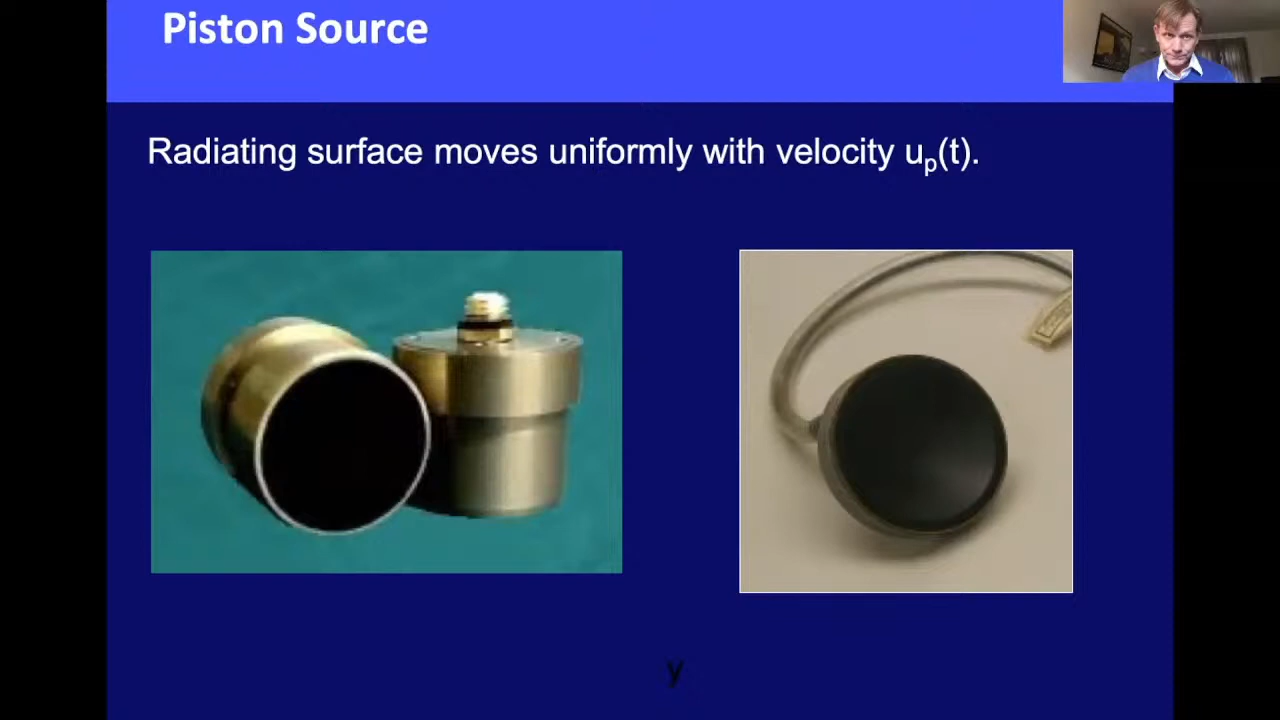 Piston Source
Radiating surface moves uniformly with velocity uₚ(t).
y